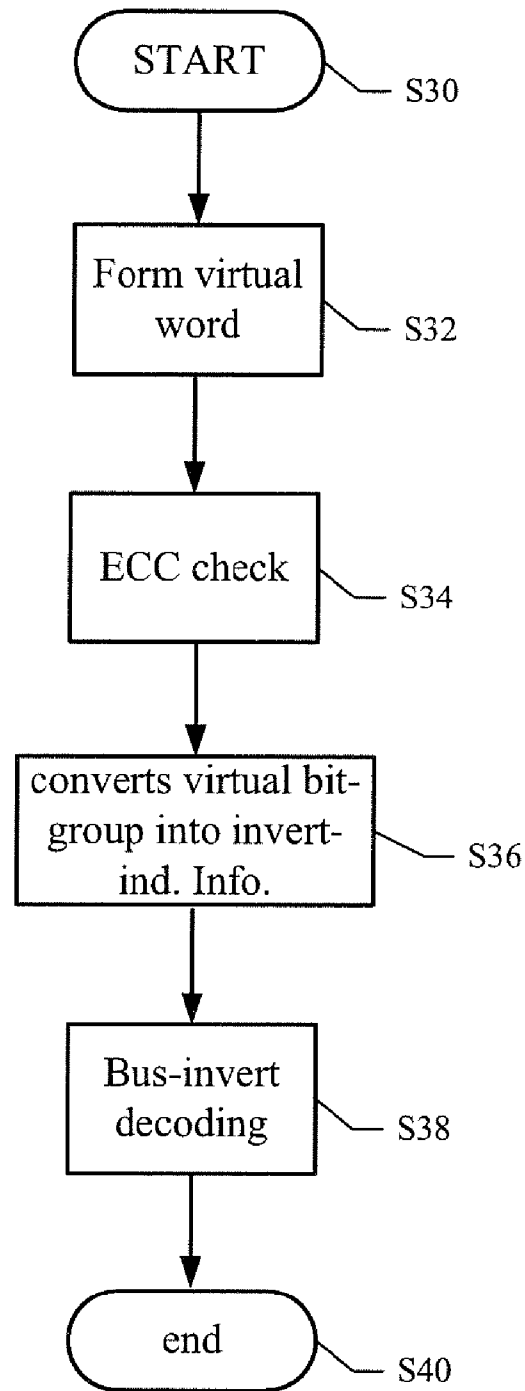 START
S30
Form virtual
word
S32
ECC check
S34
converts virtual bit-
group into invert-
ind. Info.
S36
Bus-invert
decoding
S38
end
S40